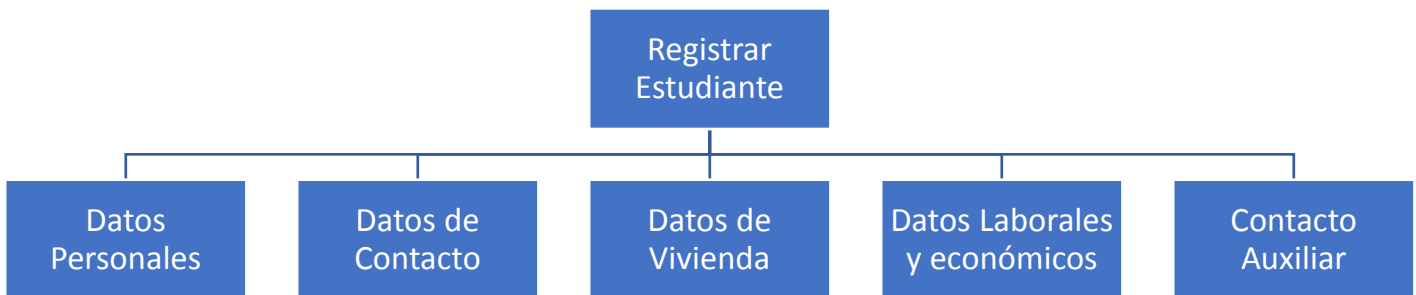 Registrar
Estudiante
Datos
Personales
Datos de
Contacto
Datos de
Vivienda
Datos Laborales
y económicos
Contacto
Auxiliar